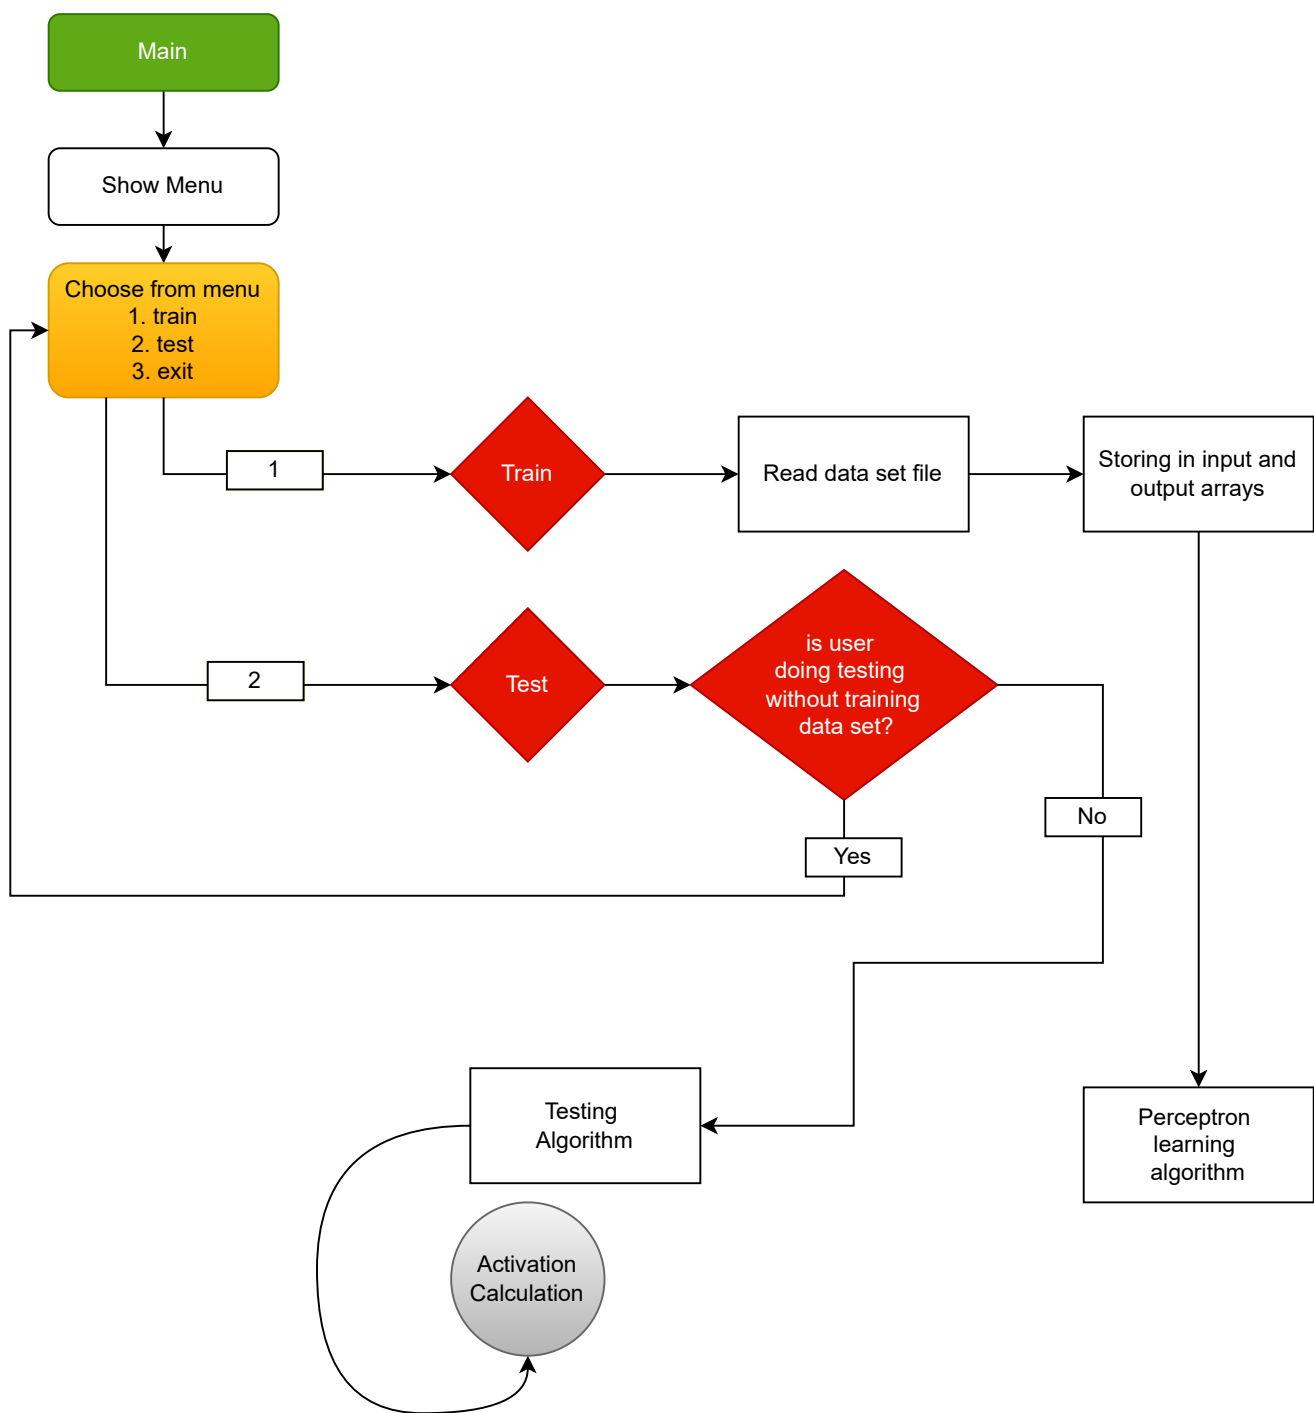 Main
Show Menu
Choose from menu
1. train
2. test
3. exit
1
Train
Read data set file
Storing in input and
output arrays
2
Test
is user
doing testing
without training
data set?
No
Yes
Testing
Algorithm
Perceptron
learning
algorithm
Activation
Calculation